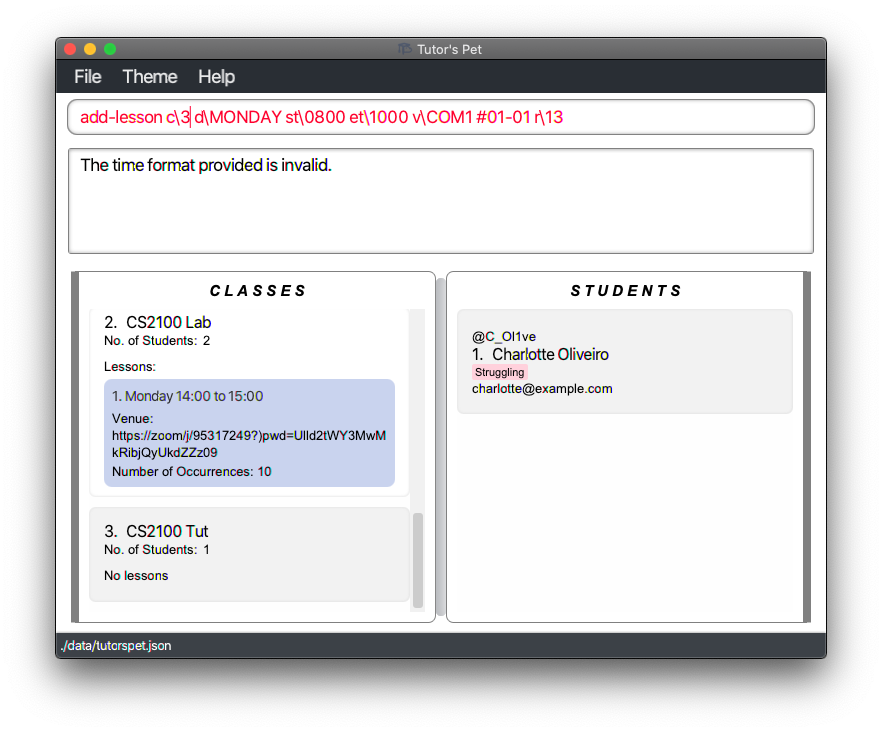 Tutor's Pet
File Theme Help
add-lesson c\3 d\MONDAY st\0800 et\1000 v\COM1 #01-01 r\13
The time format provided is invalid.
CLASSES
2. CS2100 Lab
No. of Students: 2
Lessons:
1. Monday 14:00 to 15:00
Venue:
https://zoom/j/95317249?)pwd=Ulld2tWY3MwM
kRibjQyUkdZZz09
Number of Occurrences: 10
3. CS2100 Tut
No. of Students: 1
No lessons
STUDENTS
@C_Ol1ve
1. Charlotte Oliveiro
Struggling
charlotte@example.com
./data/tutorspet.json